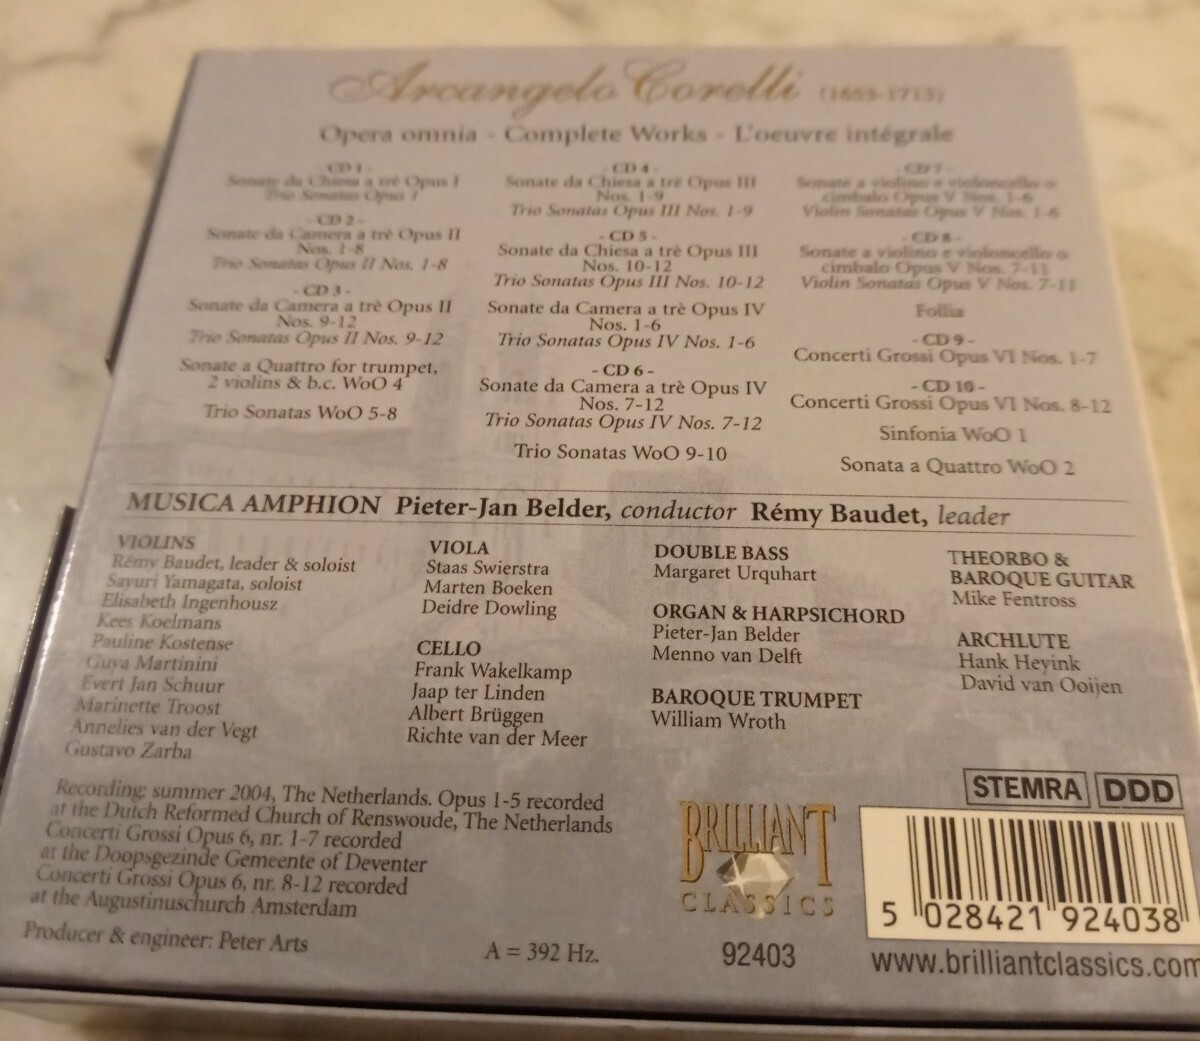 Arcangelo Corelli (1653-1713)
Opera omnia - Complete Works - L'oeuvre intégrale
- CD 1 -
Sonate da Chiesa a trè Opus I
Trio Sonatas Opus I
- CD 2 -
Sonate da Camera a trè Opus II
Nos. 1-8
Trio Sonatas Opus II Nos. 1-8
- CD 3 -
Sonate da Camera a trè Opus II
Nos. 9-12
Trio Sonatas Opus II Nos. 9-12
Sonate a Quattro for trumpet,
2 violins & b.c. WoO 4
Trio Sonatas WoO 5-8
- CD 4 -
Sonate da Chiesa a trè Opus III
Nos. 1-9
Trio Sonatas Opus III Nos. 1-9
- CD 5 -
Sonate da Chiesa a trè Opus III
Nos. 10-12
Trio Sonatas Opus III Nos. 10-12
Sonate da Camera a trè Opus IV
Nos. 1-6
Trio Sonatas Opus IV Nos. 1-6
- CD 6 -
Sonate da Camera a trè Opus IV
Nos. 7-12
Trio Sonatas Opus IV Nos. 7-12
Trio Sonatas WoO 9-10
- CD 7 -
Sonate a violino e violoncello o
cimbalo Opus V Nos. 1-6
Violin Sonatas Opus V Nos. 1-6
- CD 8 -
Sonate a violino e violoncello o
cimbalo Opus V Nos. 7-11
Violin Sonatas Opus V Nos. 7-11
Follia
- CD 9 -
Concerti Grossi Opus VI Nos. 1-7
- CD 10 -
Concerti Grossi Opus VI Nos. 8-12
Sinfonia WoO 1
Sonata a Quattro WoO 2
MUSICA AMPHION Pieter-Jan Belder, conductor Rémy Baudet, leader
VIOLINS
Rémy Baudet, leader & soloist
Sayuri Yamagata, soloist
Elisabeth Ingenhousz
Kees Koelmans
Pauline Kostense
Guya Martinini
Evert Jan Schuur
Marinette Troost
Annelies van der Vegt
Gustavo Zarba
VIOLA
Staas Swierstra
Marten Boeken
Deidre Dowling
CELLO
Frank Wakelkamp
Jaap ter Linden
Albert Brüggen
Richte van der Meer
DOUBLE BASS
Margaret Urquhart
ORGAN & HARPSICHORD
Pieter-Jan Belder
Menno van Delft
BAROQUE TRUMPET
William Wroth
THEORBO &
BAROQUE GUITAR
Mike Fentross
ARCHLUTE
Hank Heyink
David van Ooijen
Recording: summer 2004, The Netherlands. Opus 1-5 recorded
at the Dutch Reformed Church of Renswoude, The Netherlands
Concerti Grossi Opus 6, nr. 1-7 recorded
at the Doopsgezinde Gemeente of Deventer
Concerti Grossi Opus 6, nr. 8-12 recorded
at the Augustinuschurch Amsterdam
Producer & engineer: Peter Arts
A = 392 Hz.
BRILLIANT
CLASSICS
92403
STEMRA DDD
5 028421 924038
www.brilliantclassics.com